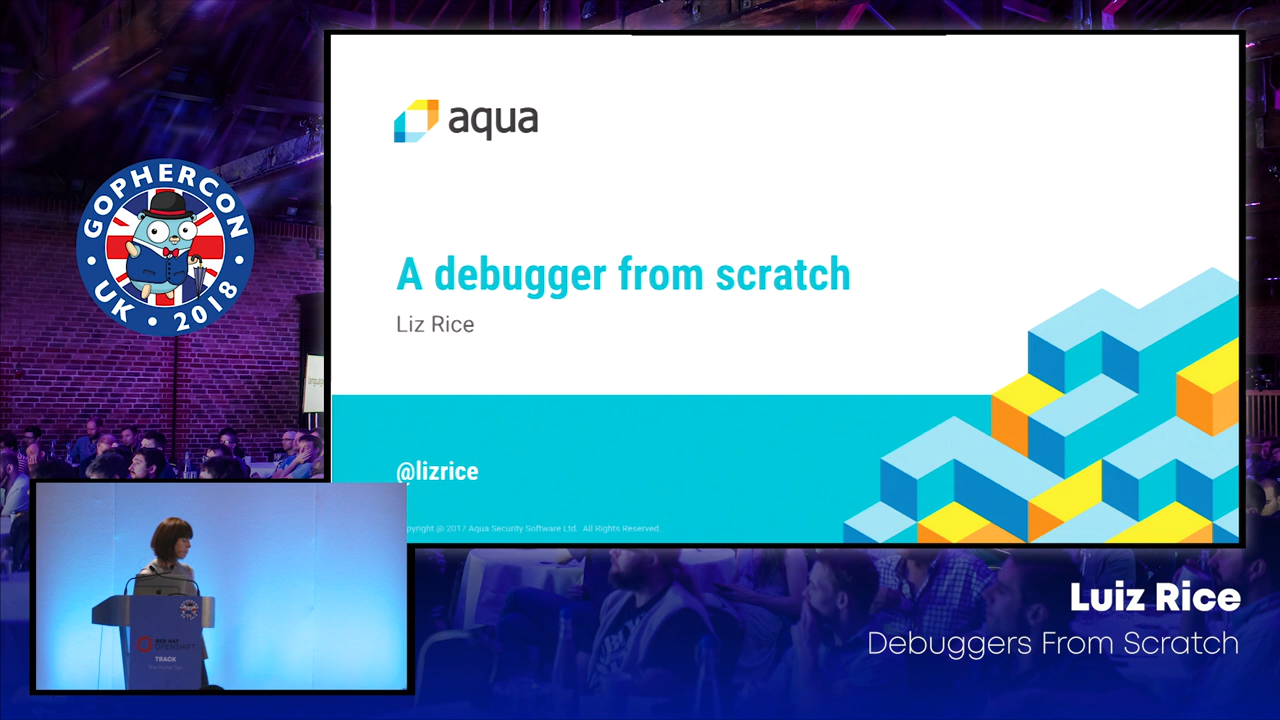 aqua
GOPHERCON
UK • 2018
A debugger from scratch
Liz Rice
@lizrice
pyright @ 2017 Aqua Security Software Ltd. All Rights Reserved.
RED HAT
OPENSHIFT
TRACK
Luiz Rice
Debuggers From Scratch